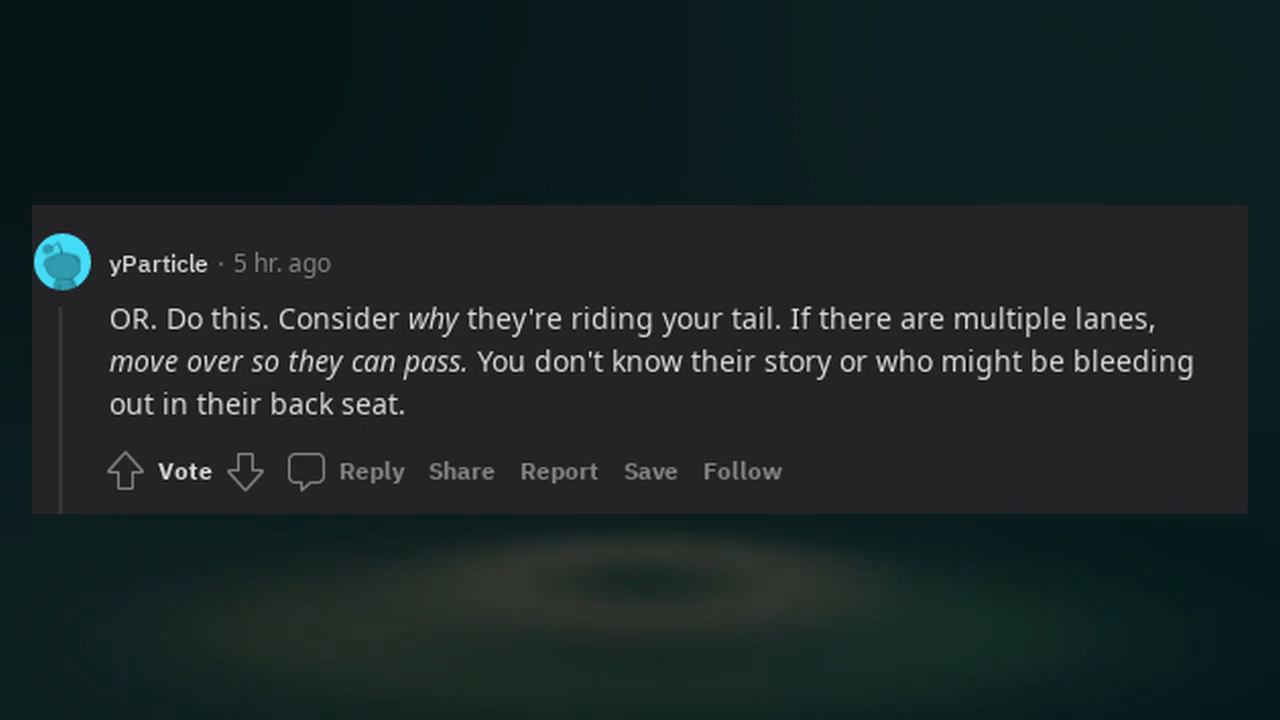 yParticle · 5 hr. ago
OR. Do this. Consider why they're riding your tail. If there are multiple lanes,
move over so they can pass. You don't know their story or who might be bleeding
out in their back seat.
Vote Reply Share Report Save Follow